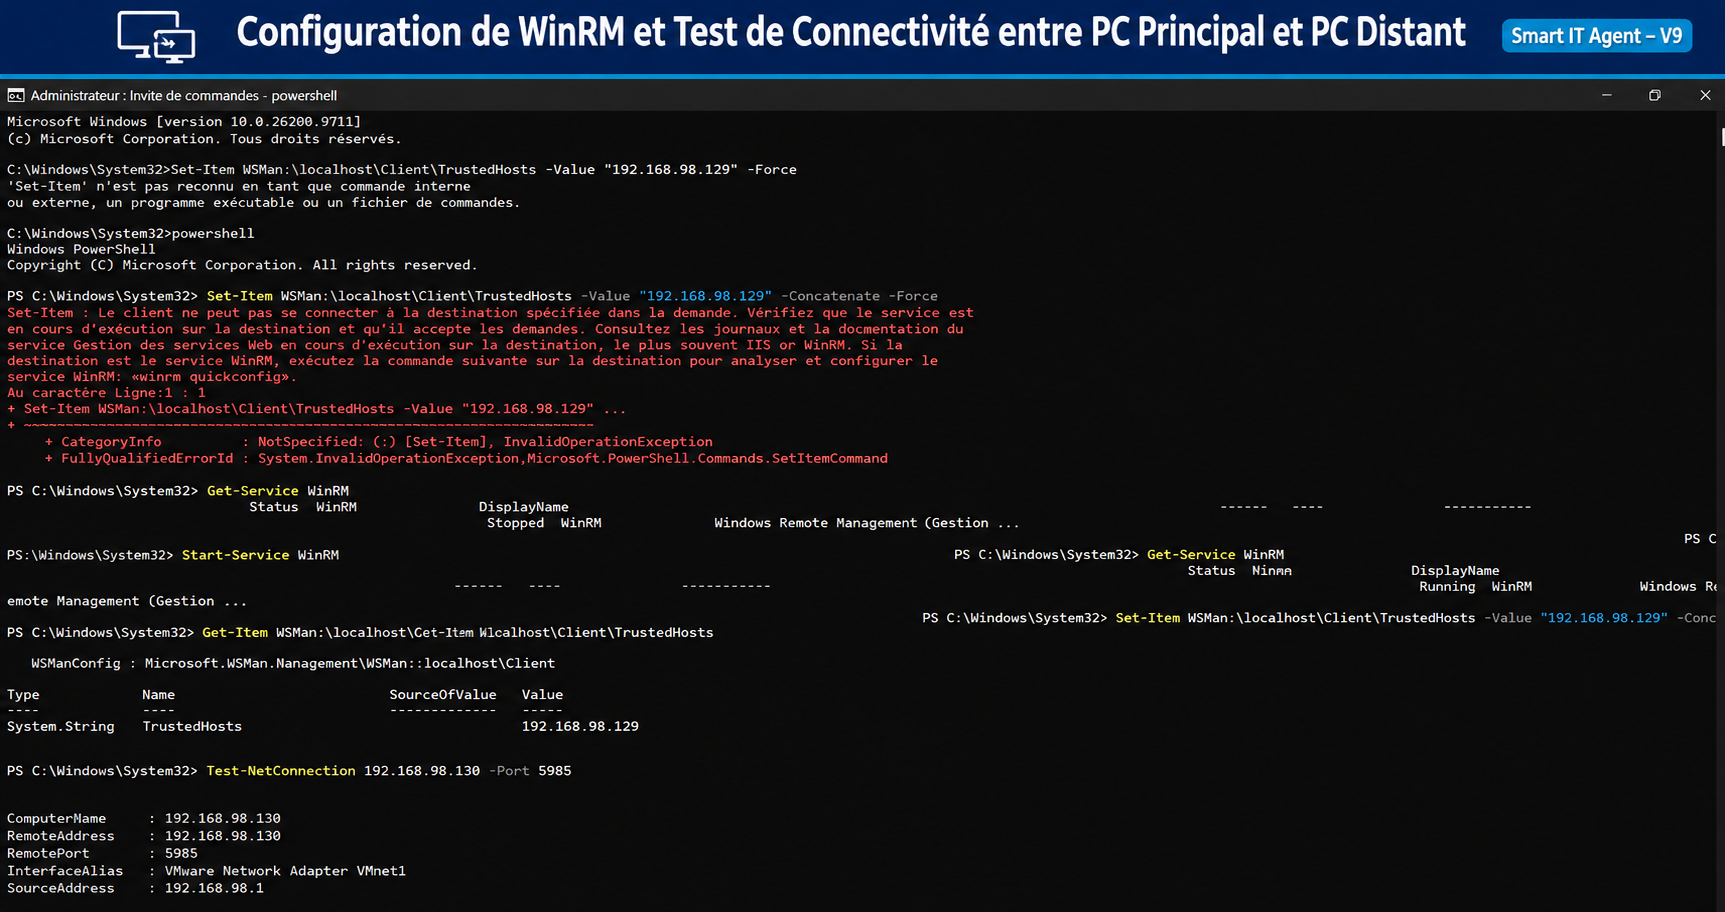 Configuration de WinRM et Test de Connectivité entre PC Principal et PC Distant
Smart IT Agent – V9
Administrateur : Invite de commandes - powershell
Microsoft Windows [version 10.0.26200.9711]
(c) Microsoft Corporation. Tous droits réservés.
C:\Windows\System32>Set-Item WSMan:\localhost\Client\TrustedHosts -Value "192.168.98.129" -Force
'Set-Item' n'est pas reconnu en tant que commande interne
ou externe, un programme exécutable ou un fichier de commandes.
C:\Windows\System32>powershell
Windows PowerShell
Copyright (C) Microsoft Corporation. All rights reserved.
PS C:\Windows\System32> Set-Item WSMan:\localhost\Client\TrustedHosts -Value "192.168.98.129" -Concatenate -Force
Set-Item : Le client ne peut pas se connecter à la destination spécifiée dans la demande. Vérifiez que le service est
en cours d'exécution sur la destination et qu'il accepte les demandes. Consultez les journaux et la docmentation du
service Gestion des services Web en cours d'exécution sur la destination, le plus souvent IIS or WinRM. Si la
destination est le service WinRM, exécutez la commande suivante sur la destination pour analyser et configurer le
service WinRM: «winrm quickconfig».
Au caractère Ligne:1 : 1
+ Set-Item WSMan:\localhost\Client\TrustedHosts -Value "192.168.98.129" ...
+ ~~~~~~~~~~~~~~~~~~~~~~~~~~~~~~~~~~~~~~~~~~~~~~~~~~~~~~~~~~~~~~~~~~~~~
+ CategoryInfo : NotSpecified: (:) [Set-Item], InvalidOperationException
+ FullyQualifiedErrorId : System.InvalidOperationException,Microsoft.PowerShell.Commands.SetItemCommand
PS C:\Windows\System32> Get-Service WinRM
Status WinRM DisplayName ------ ---- -----------
Stopped WinRM Windows Remote Management (Gestion ...
PS C
PS:\Windows\System32> Start-Service WinRM PS C:\Windows\System32> Get-Service WinRM
Status DisplayName
------ ---- ----------- Running WinRM Windows Re
emote Management (Gestion ...
PS C:\Windows\System32> Set-Item WSMan:\localhost\Client\TrustedHosts -Value "192.168.98.129" -Conc
PS C:\Windows\System32> Get-Item WSMan:\localhost\Get-Item Wlcalhost\Client\TrustedHosts
WSManConfig : Microsoft.WSMan.Nanagement\WSMan::localhost\Client
Type Name SourceOfValue Value
---- ---- ------------- -----
System.String TrustedHosts 192.168.98.129
PS C:\Windows\System32> Test-NetConnection 192.168.98.130 -Port 5985
ComputerName : 192.168.98.130
RemoteAddress : 192.168.98.130
RemotePort : 5985
InterfaceAlias : VMware Network Adapter VMnet1
SourceAddress : 192.168.98.1